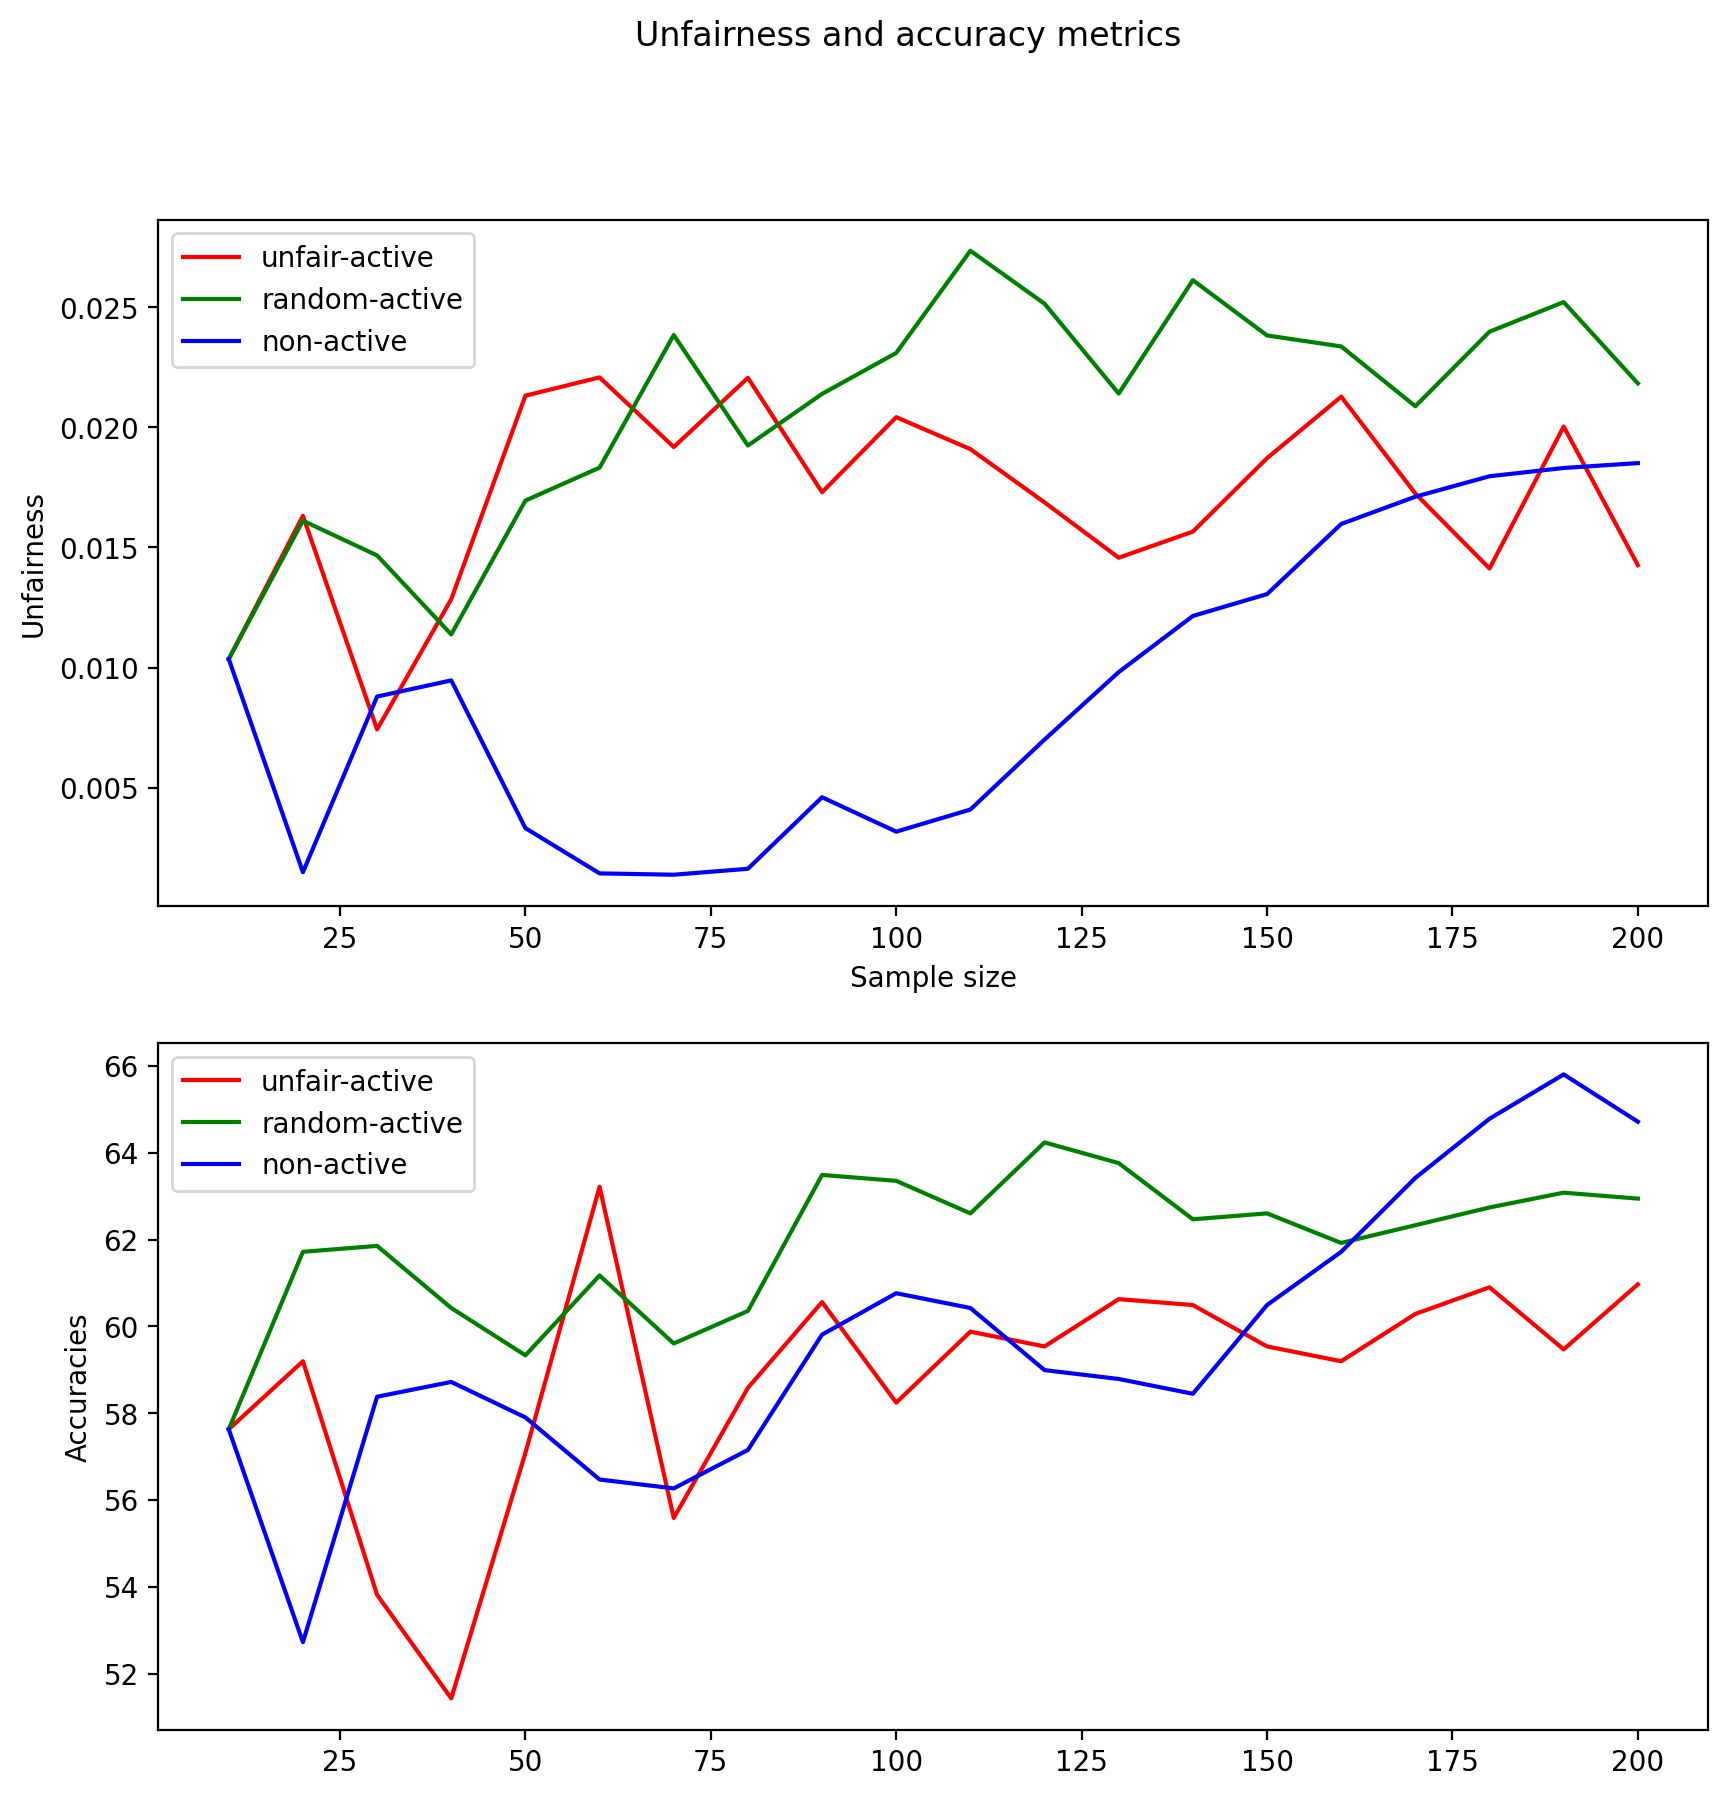 Unfairness and accuracy metrics
unfair-active
random-active
non-active
0.025
0.020
0.015
0.010
0.005
Unfairness
25 50 75 100 125 150 175 200
Sample size
unfair-active
random-active
non-active
66
64
62
60
58
56
54
52
Accuracies
25 50 75 100 125 150 175 200